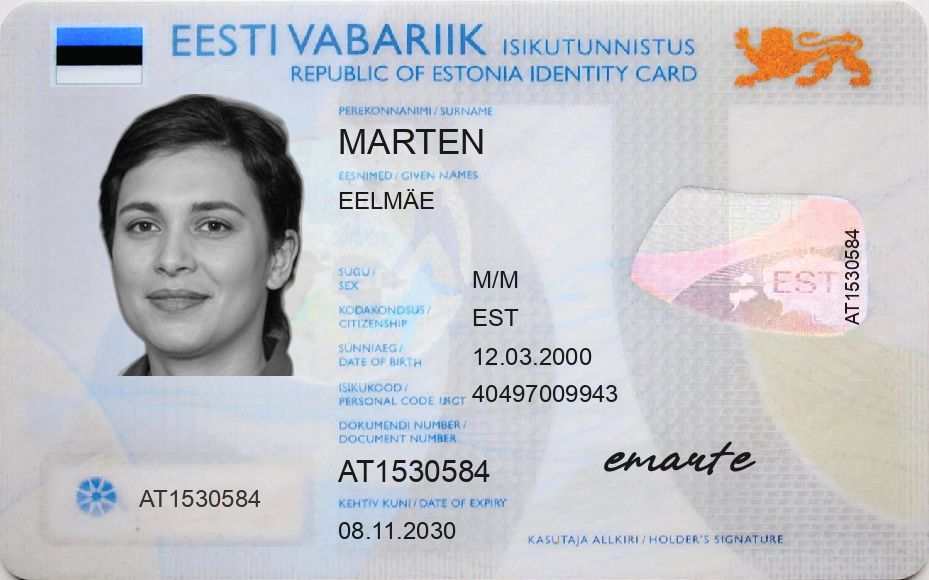 EESTI VABARIIK ISIKUTUNNISTUS
REPUBLIC OF ESTONIA IDENTITY CARD
PEREKONNANIMI / SURNAME
MARTEN
EESNIMED / GIVEN NAMES
EELMÄE
SUGU /
SEX
M/M
KODAKONDSUS /
CITIZENSHIP
EST
SÜNNIAEG /
DATE OF BIRTH
12.03.2000
ISIKUKOOD /
PERSONAL CODE
40497009943
DOKUMENDI NUMBER /
DOCUMENT NUMBER
AT1530584
KEHTIV KUNI / DATE OF EXPIRY
08.11.2030
AT1530584
EST
AT1530584
KASUTAJA ALLKIRI / HOLDER'S SIGNATURE